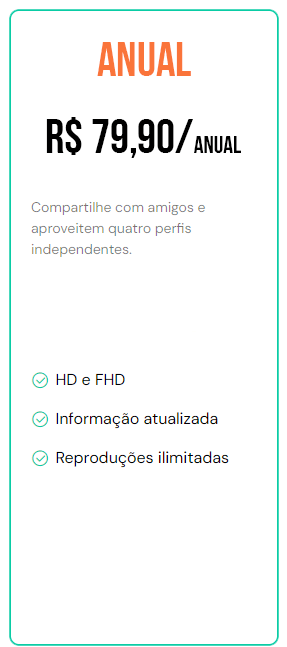 ANUAL
R$ 79,90/ANUAL
Compartilhe com amigos e
aproveitem quatro perfis
independentes.
HD e FHD
Informação atualizada
Reproduções ilimitadas